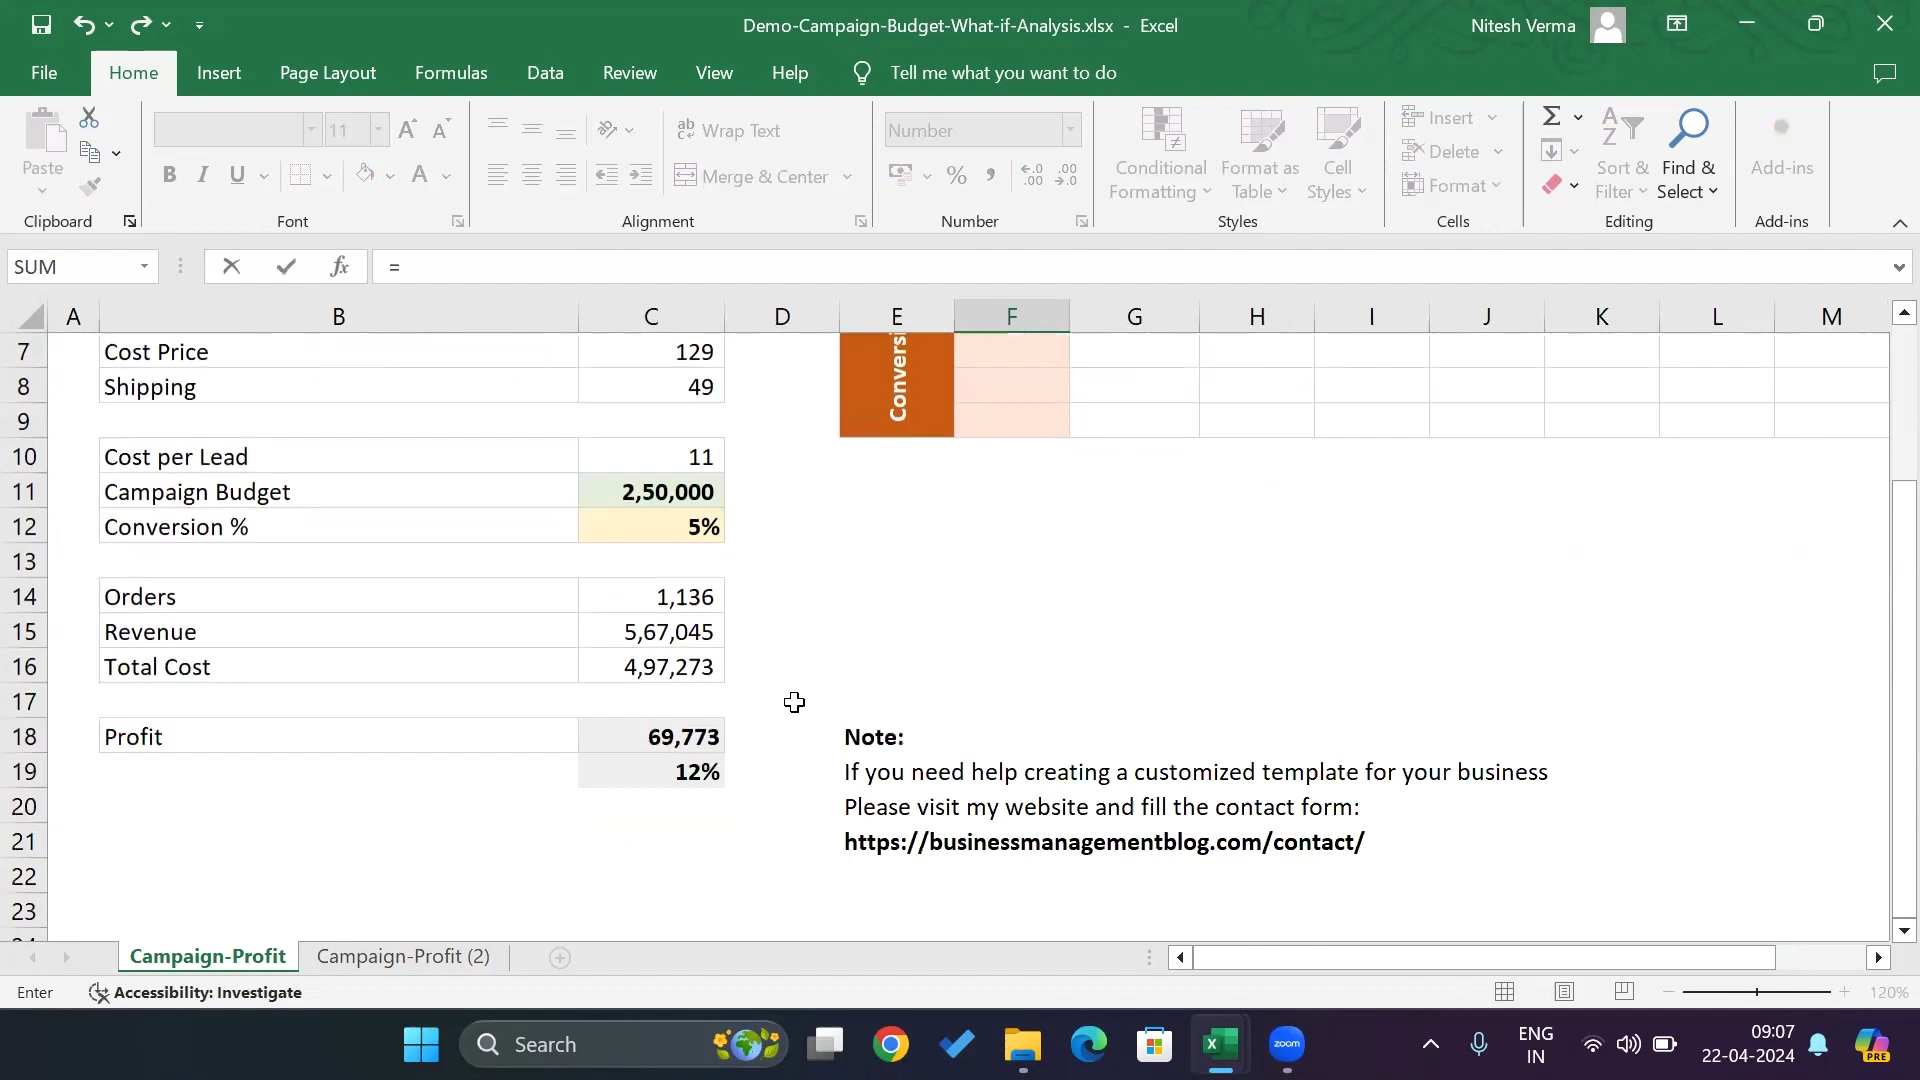 Demo-Campaign-Budget-What-if-Analysis.xlsx - Excel
Nitesh Verma
File Home Insert Page Layout Formulas Data Review View Help Tell me what you want to do
Paste
11
Wrap Text
Merge & Center
Number
Conditional
Formatting
Format as
Table
Cell
Styles
Insert
Delete
Format
Sort &
Filter
Find &
Select
Add-ins
Clipboard Font Alignment Number Styles Cells Editing Add-ins
SUM
fx
=
A B C D E F G H I J K L M
7 Cost Price 129
8 Shipping 49
9
Conversi
10 Cost per Lead 11
11 Campaign Budget 2,50,000
12 Conversion % 5%
13
14 Orders 1,136
15 Revenue 5,67,045
16 Total Cost 4,97,273
17
18 Profit 69,773 Note:
19 12% If you need help creating a customized template for your business
20 Please visit my website and fill the contact form:
21 https://businessmanagementblog.com/contact/
22
23
Campaign-Profit Campaign-Profit (2)
Enter Accessibility: Investigate 120%
Search
zoom
ENG
IN
09:07
22-04-2024
PRE